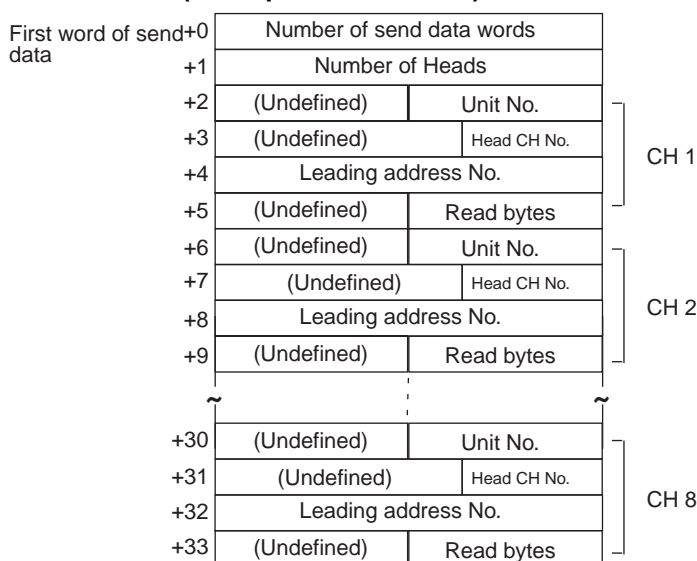 First word of send data
+0 Number of send data words
+1 Number of Heads
+2 (Undefined) Unit No.
+3 (Undefined) Head CH No.
+4 Leading address No.
+5 (Undefined) Read bytes
CH 1
+6 (Undefined) Unit No.
+7 (Undefined) Head CH No.
+8 Leading address No.
+9 (Undefined) Read bytes
CH 2
~ ~
+30 (Undefined) Unit No.
+31 (Undefined) Head CH No.
+32 Leading address No.
+33 (Undefined) Read bytes
CH 8